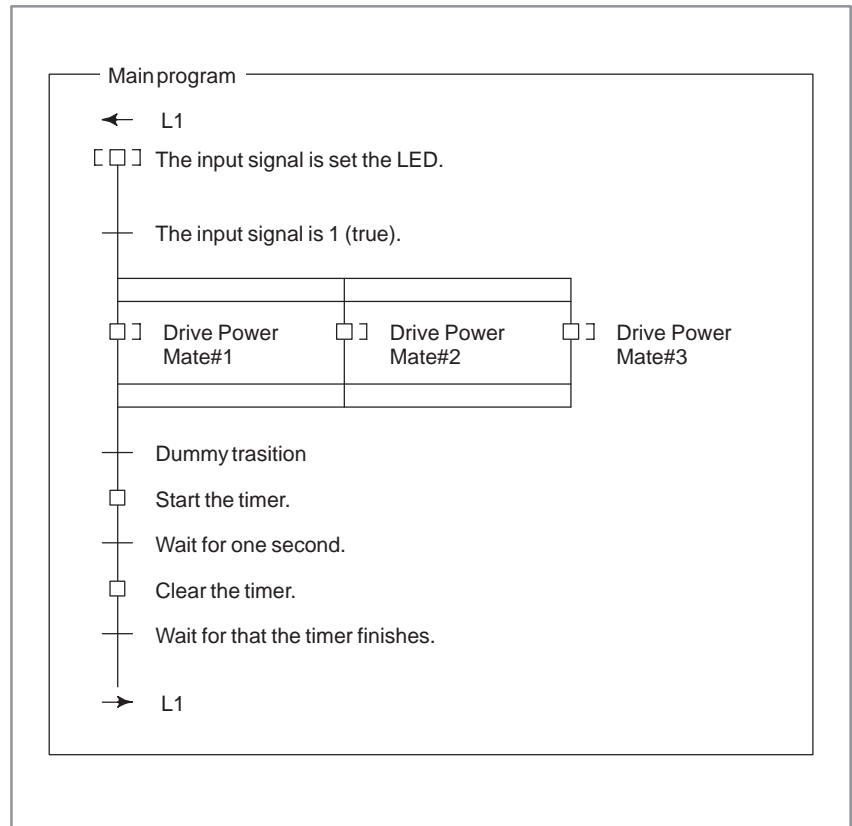 Main program
L1
The input signal is set the LED.
The input signal is 1 (true).
Drive Power
Mate#1
Drive Power
Mate#2
Drive Power
Mate#3
Dummy trasition
Start the timer.
Wait for one second.
Clear the timer.
Wait for that the timer finishes.
L1